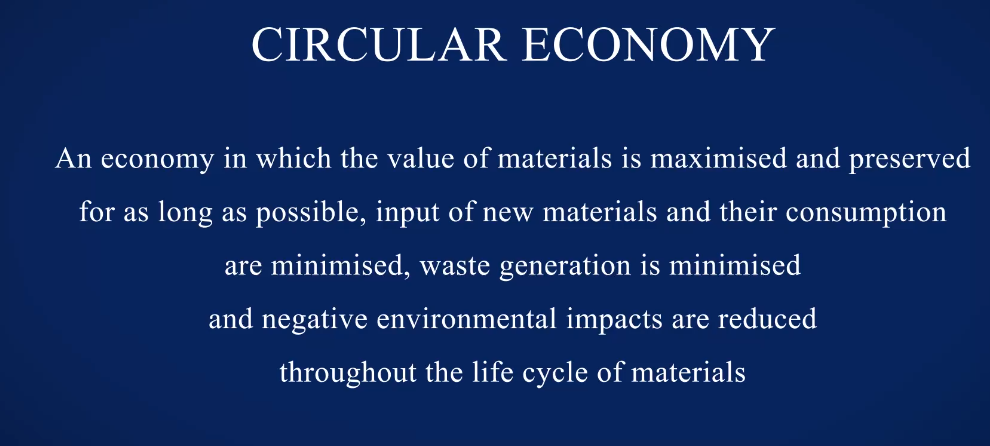 CIRCULAR ECONOMY
An economy in which the value of materials is maximised and preserved
for as long as possible, input of new materials and their consumption
are minimised, waste generation is minimised
and negative environmental impacts are reduced
throughout the life cycle of materials